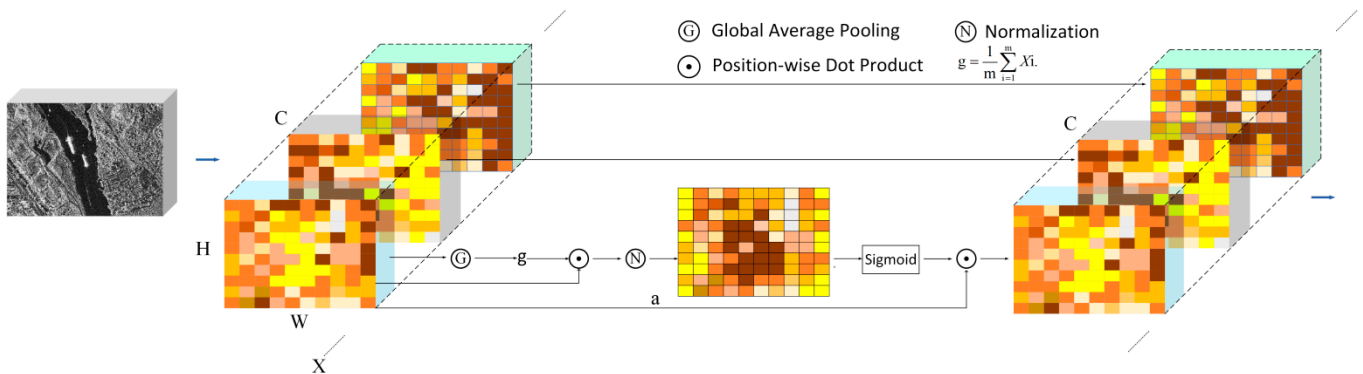 G Global Average Pooling
N Normalization
g = 1/m ∑_{i=1}^{m} Xi.
Position-wise Dot Product
C
C
H
G
g
N
Sigmoid
a
W
X